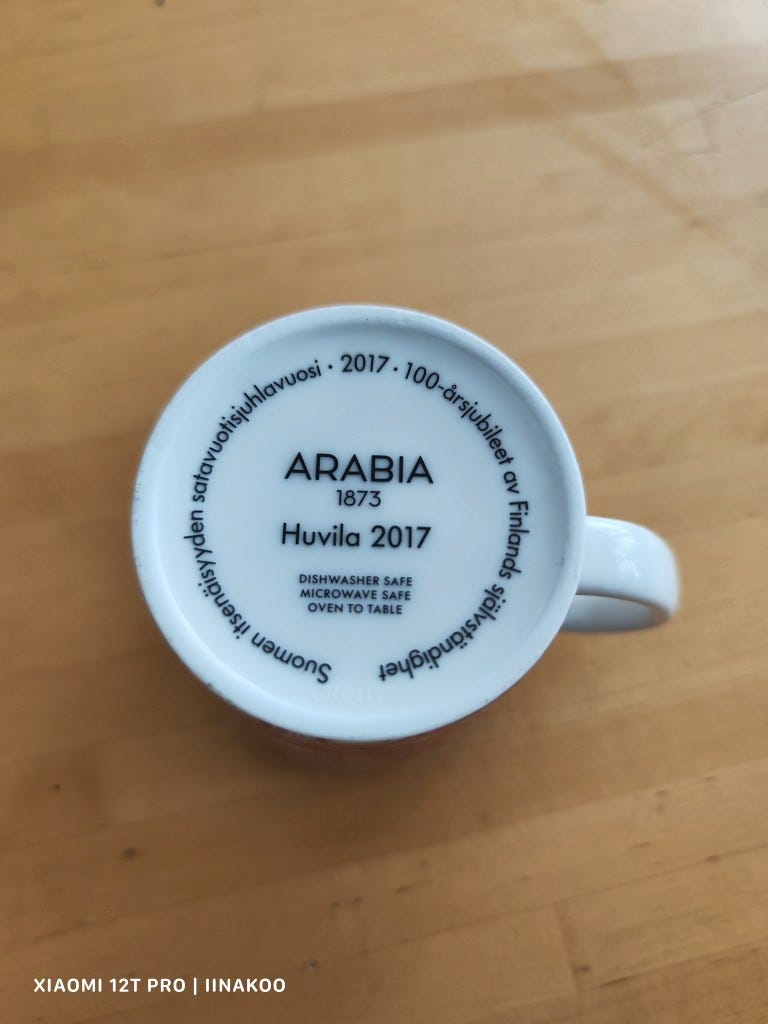 Suomen itsenäisyyden satavuotisjuhlavuosi · 2017 · 100-årsjubileet av Finlands självständighet
ARABIA
1873
Huvila 2017
DISHWASHER SAFE
MICROWAVE SAFE
OVEN TO TABLE
XIAOMI 12T PRO | IINAKOO